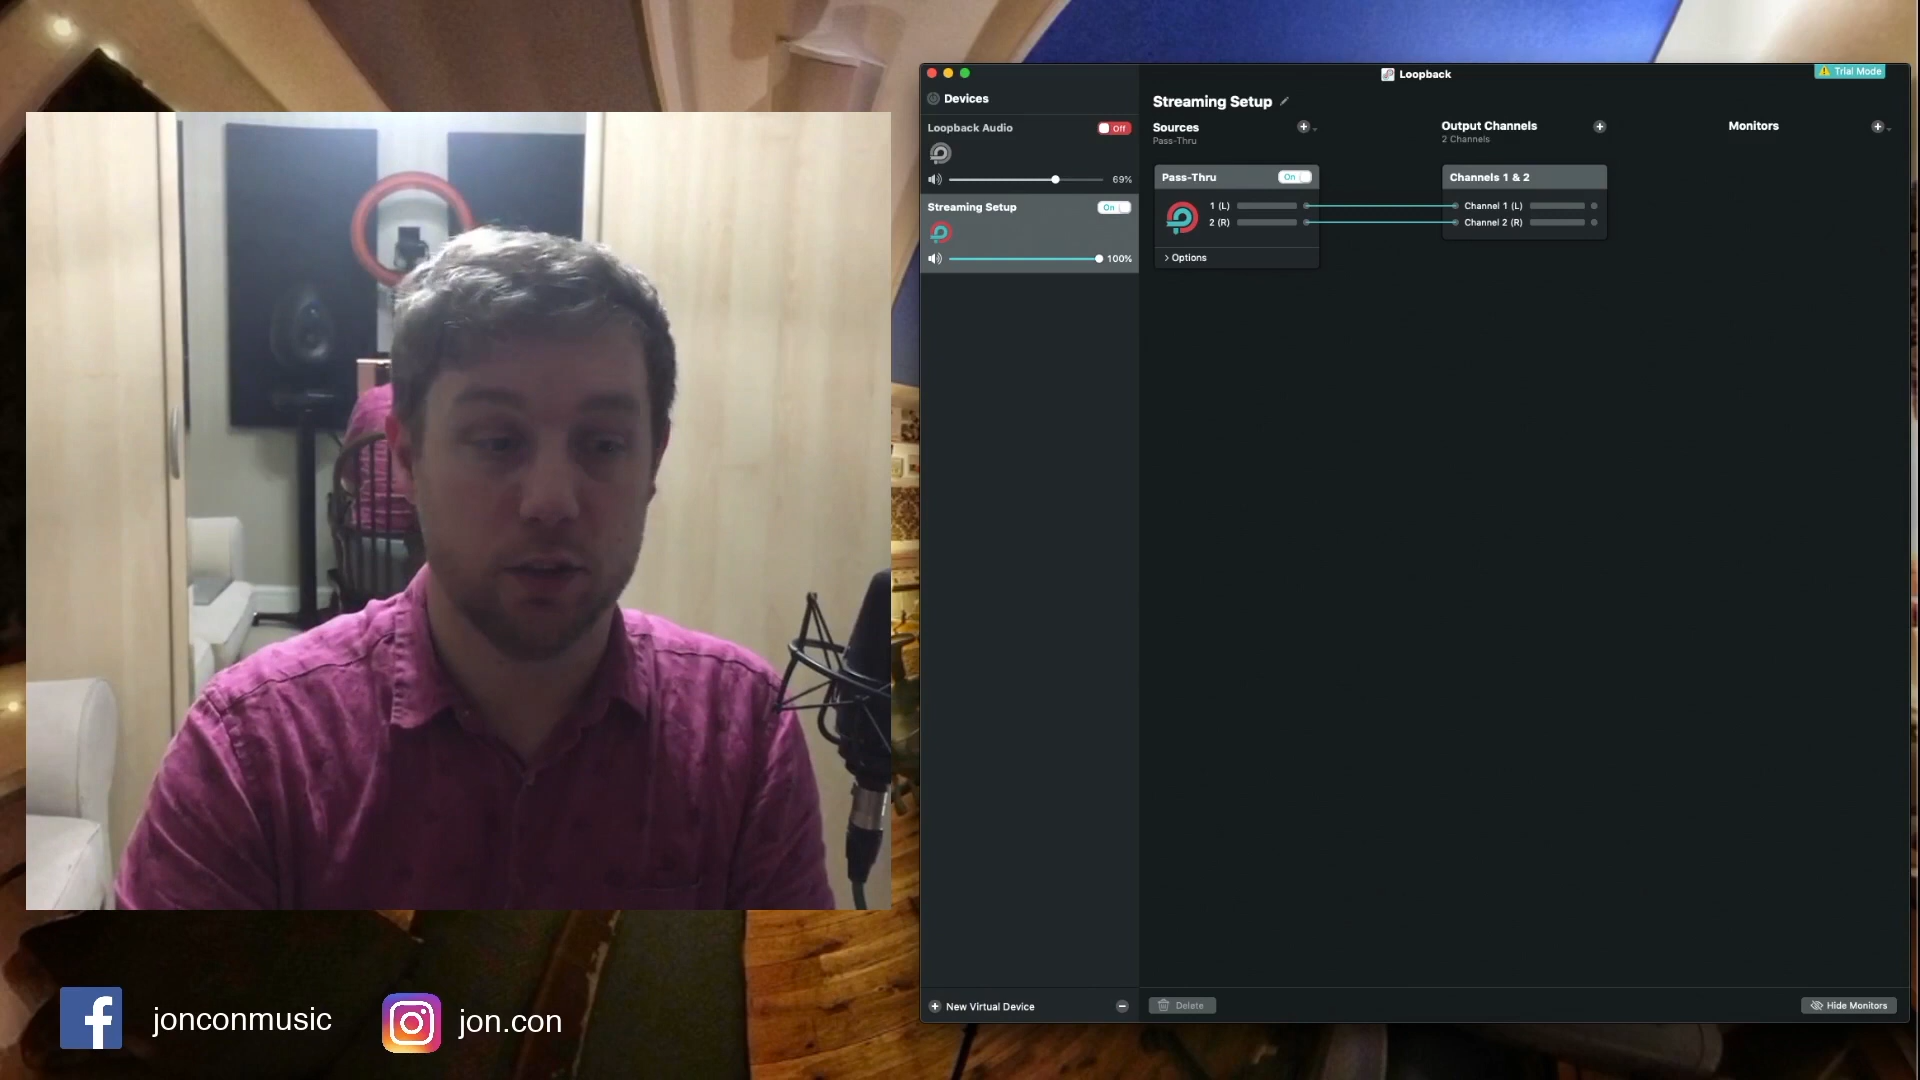 Loopback
Trial Mode
Devices
Loopback Audio
Off
69%
Streaming Setup
On
100%
New Virtual Device
Streaming Setup
Sources
Pass-Thru
Output Channels
2 Channels
Monitors
Pass-Thru
On
1 (L)
2 (R)
Options
Channels 1 & 2
Channel 1 (L)
Channel 2 (R)
Delete
Hide Monitors
jonconmusic
jon.con